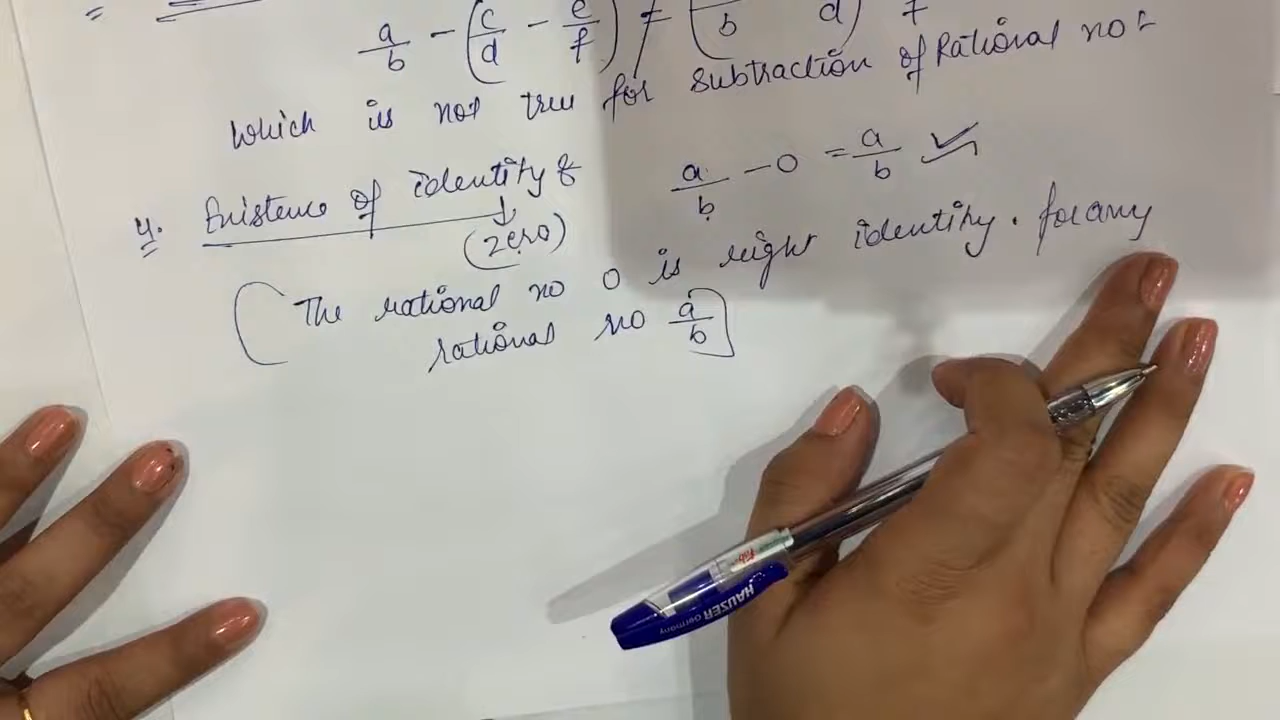 a/b - (c/d - e/f) ≠ ( b d) f
which is not true for subtraction of Rational no
4. Existence of identity &
a/b - 0 = a/b ✓
(zero)
(The rational no 0 is right identity. for any
rational no a/b)
HAUSER Germany